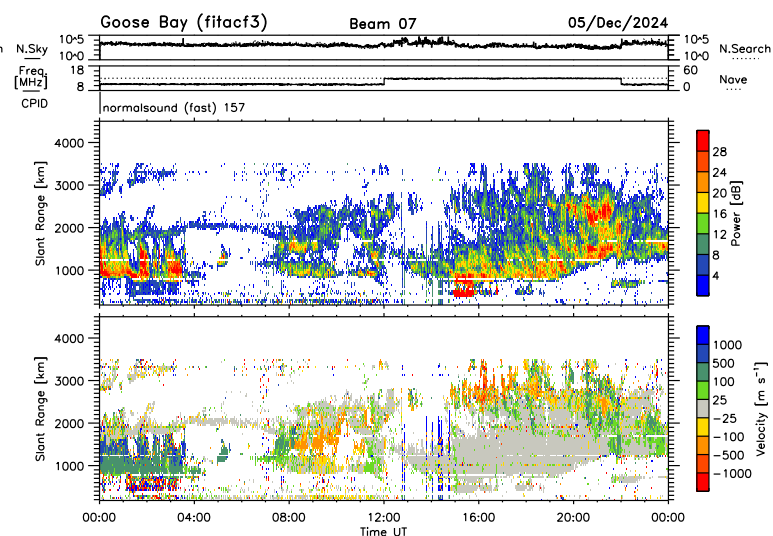 Goose Bay (fitacf3) Beam 07 05/Dec/2024
N.Sky 10^5 10^5 N.Search
10^0 10^0
Freq. 18 60
[MHz] 8 0 Nave
CPID normalsound (fast) 157
4000
3000
2000
1000
Slant Range [km]
28
24
20
16
12
8
4
Power [dB]
4000
3000
2000
1000
Slant Range [km]
1000
500
100
25
-25
-100
-500
-1000
Velocity [m s⁻¹]
00:00 04:00 08:00 12:00 16:00 20:00 00:00
Time UT